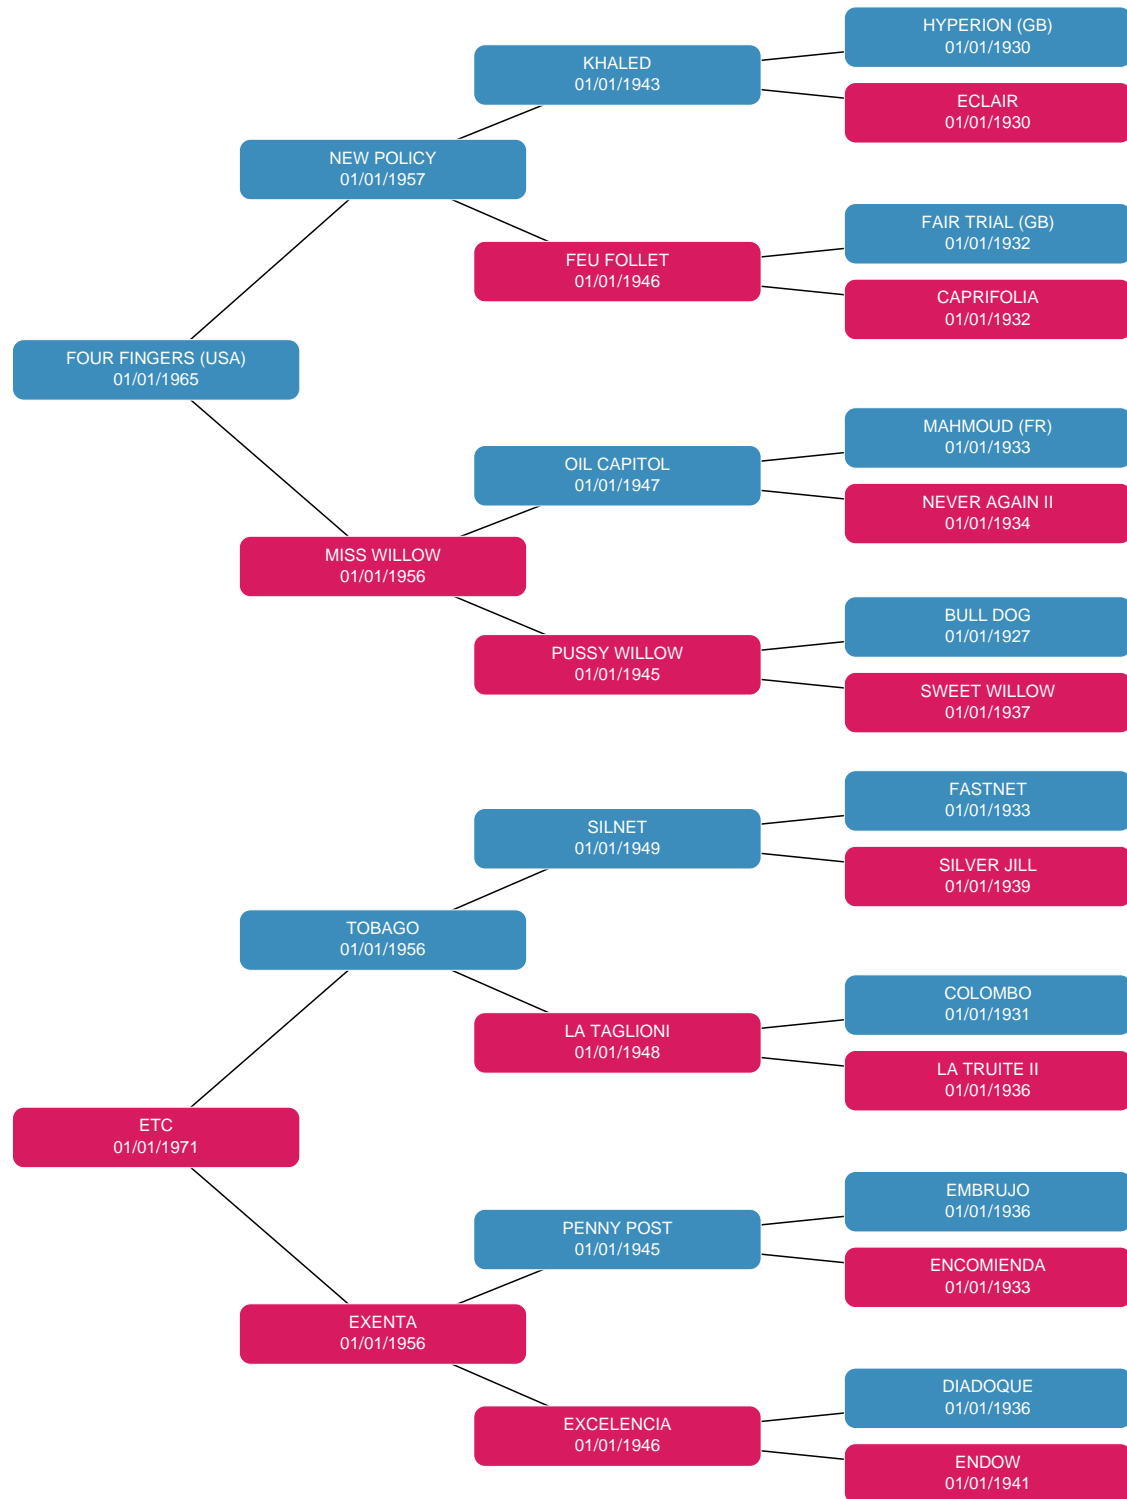 HYPERION (GB)
01/01/1930
KHALED
01/01/1943
ECLAIR
01/01/1930
NEW POLICY
01/01/1957
FAIR TRIAL (GB)
01/01/1932
FEU FOLLET
01/01/1946
CAPRIFOLIA
01/01/1932
FOUR FINGERS (USA)
01/01/1965
MAHMOUD (FR)
01/01/1933
OIL CAPITOL
01/01/1947
NEVER AGAIN II
01/01/1934
MISS WILLOW
01/01/1956
BULL DOG
01/01/1927
PUSSY WILLOW
01/01/1945
SWEET WILLOW
01/01/1937
FASTNET
01/01/1933
SILNET
01/01/1949
SILVER JILL
01/01/1939
TOBAGO
01/01/1956
COLOMBO
01/01/1931
LA TAGLIONI
01/01/1948
LA TRUITE II
01/01/1936
ETC
01/01/1971
EMBRUJO
01/01/1936
PENNY POST
01/01/1945
ENCOMIENDA
01/01/1933
EXENTA
01/01/1956
DIADOQUE
01/01/1936
EXCELENCIA
01/01/1946
ENDOW
01/01/1941